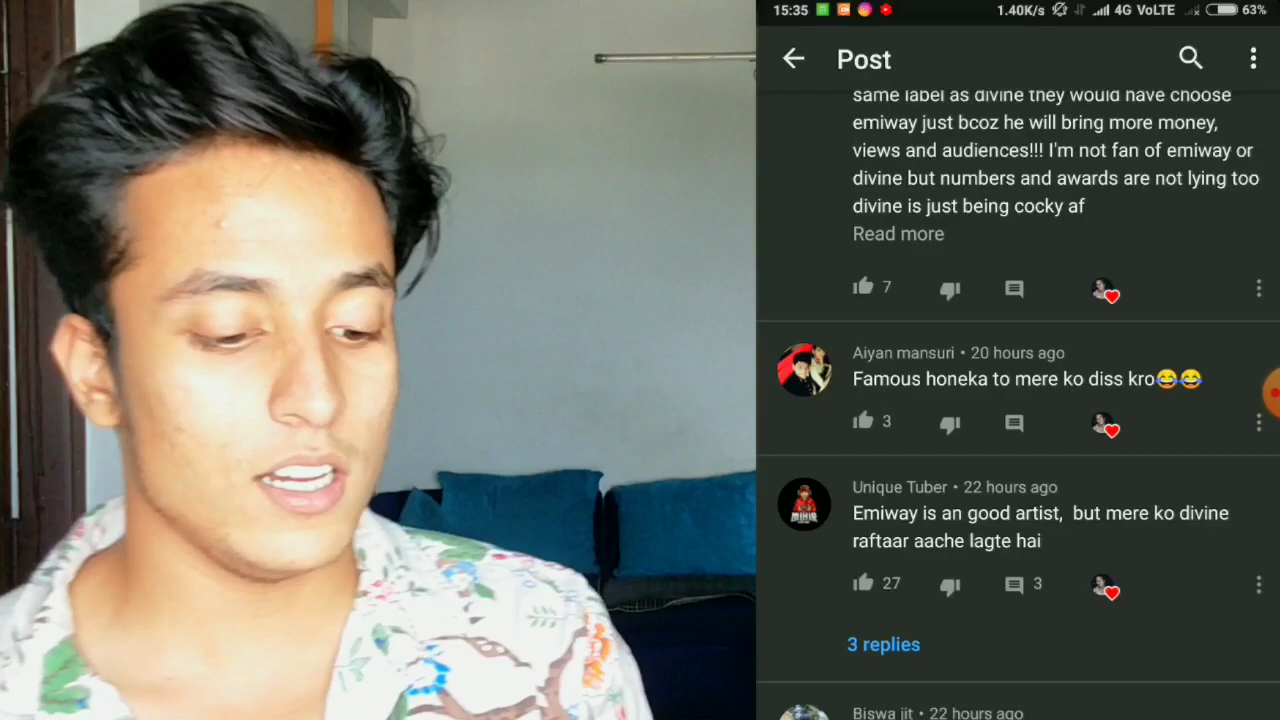 15:35
1.40K/s 4G VoLTE 63%
Post
same label as divine they would have choose
emiway just bcoz he will bring more money,
views and audiences!!! I'm not fan of emiway or
divine but numbers and awards are not lying too
divine is just being cocky af
Read more
7
Aiyan mansuri • 20 hours ago
Famous honeka to mere ko diss kro😂😂
3
Unique Tuber • 22 hours ago
Emiway is an good artist,  but mere ko divine
raftaar aache lagte hai
27 3
3 replies
Biswa jit • 22 hours ago